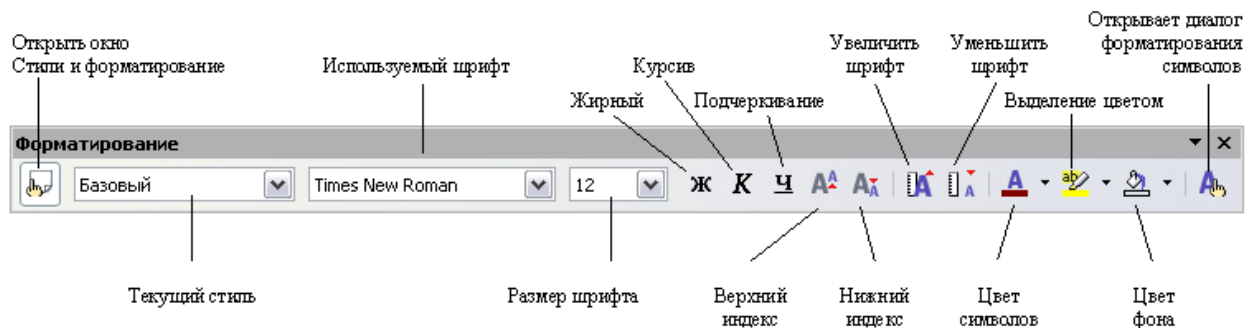 Открыть окно
Стили и форматирование
Используемый шрифт
Жирный
Курсив
Подчеркивание
Увеличить
шрифт
Уменьшить
шрифт
Выделение цветом
Открывает диалог
форматирования
символов
Форматирование
Базовый
Times New Roman
12
Ж К Ч
Текущий стиль
Размер шрифта
Верхний
индекс
Нижний
индекс
Цвет
символов
Цвет
фона